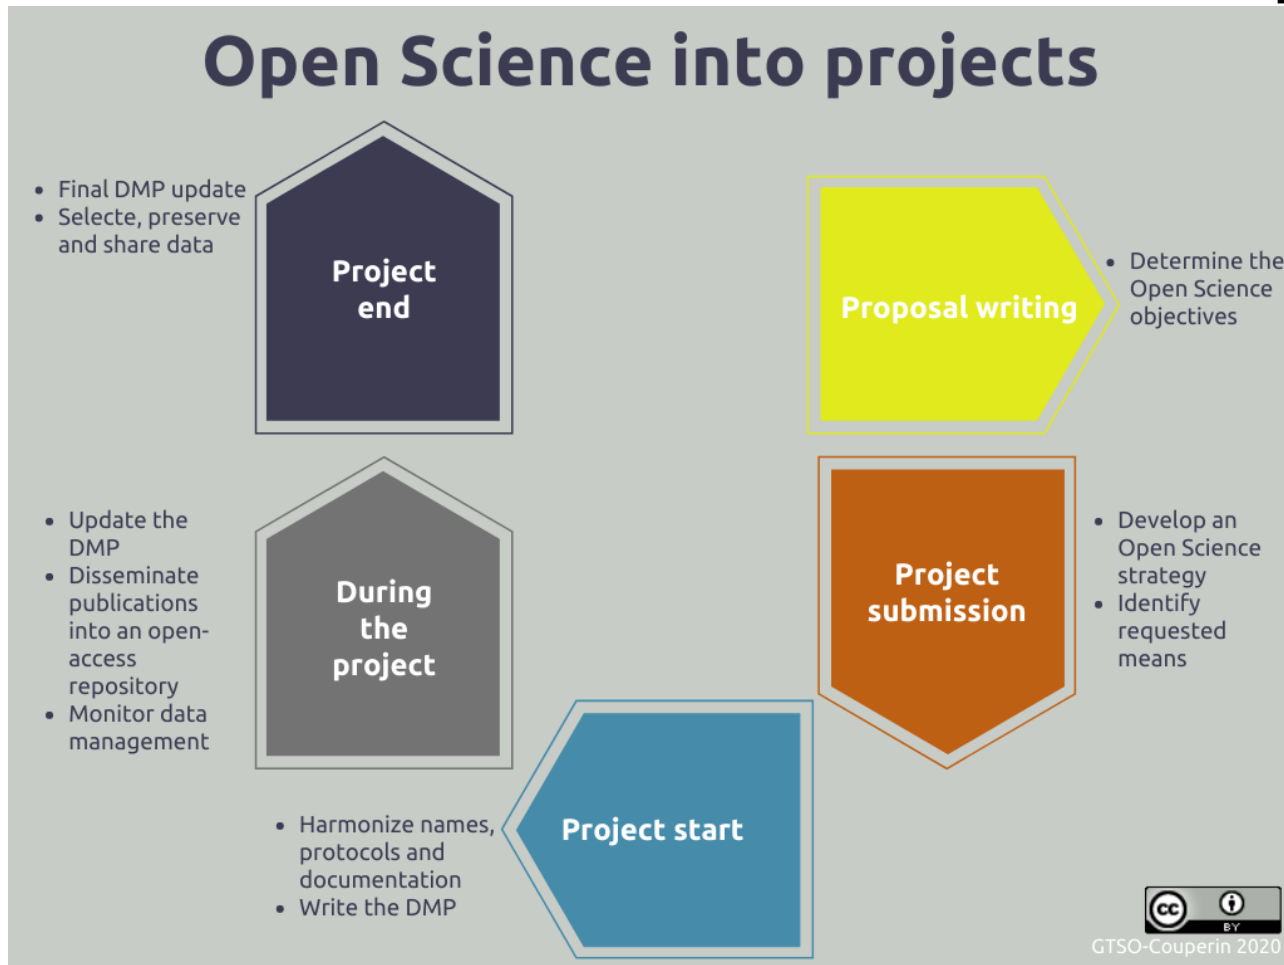 Open Science into projects
• Final DMP update
• Selecte, preserve
and share data
Project
end
Proposal writing
• Determine the
Open Science
objectives
• Update the
DMP
• Disseminate
publications
into an open-
access
repository
• Monitor data
management
During
the
project
Project
submission
• Develop an
Open Science
strategy
• Identify
requested
means
• Harmonize names,
protocols and
documentation
• Write the DMP
Project start
cc
BY
GTSO-Couperin 2020